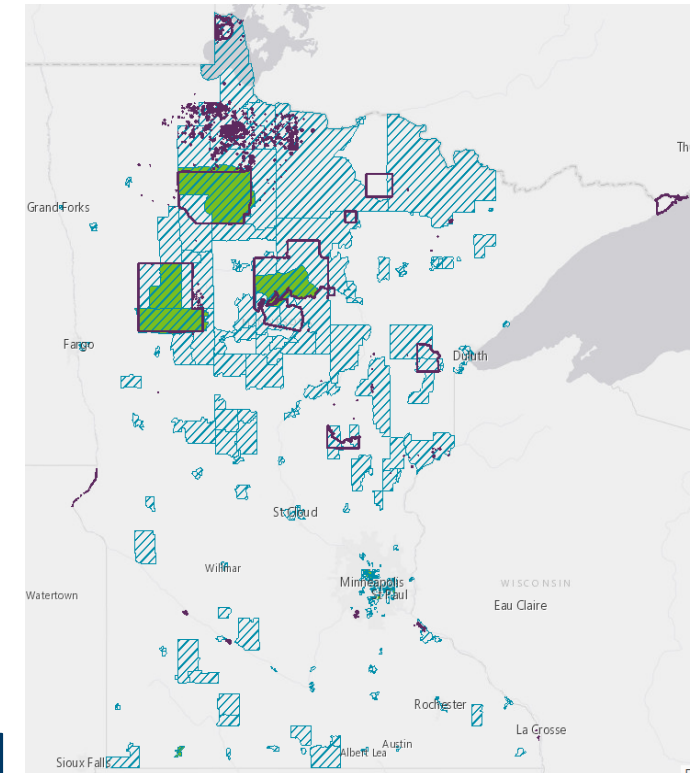 Th
Grand Forks
Fargo
Duluth
St Cloud
Willmar
Minneapolis
St Paul
WISCONSIN
Watertown
Eau Claire
Rochester
La Crosse
Austin
Albert Lea
Sioux Falls